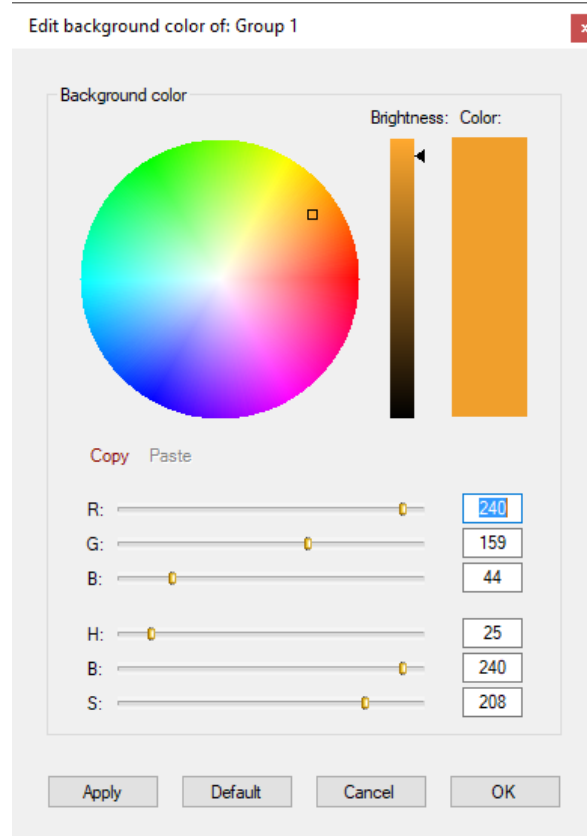 Edit background color of: Group 1
x
Background color
Brightness: Color:
Copy Paste
R: 240
G: 159
B: 44
H: 25
B: 240
S: 208
Apply Default Cancel OK